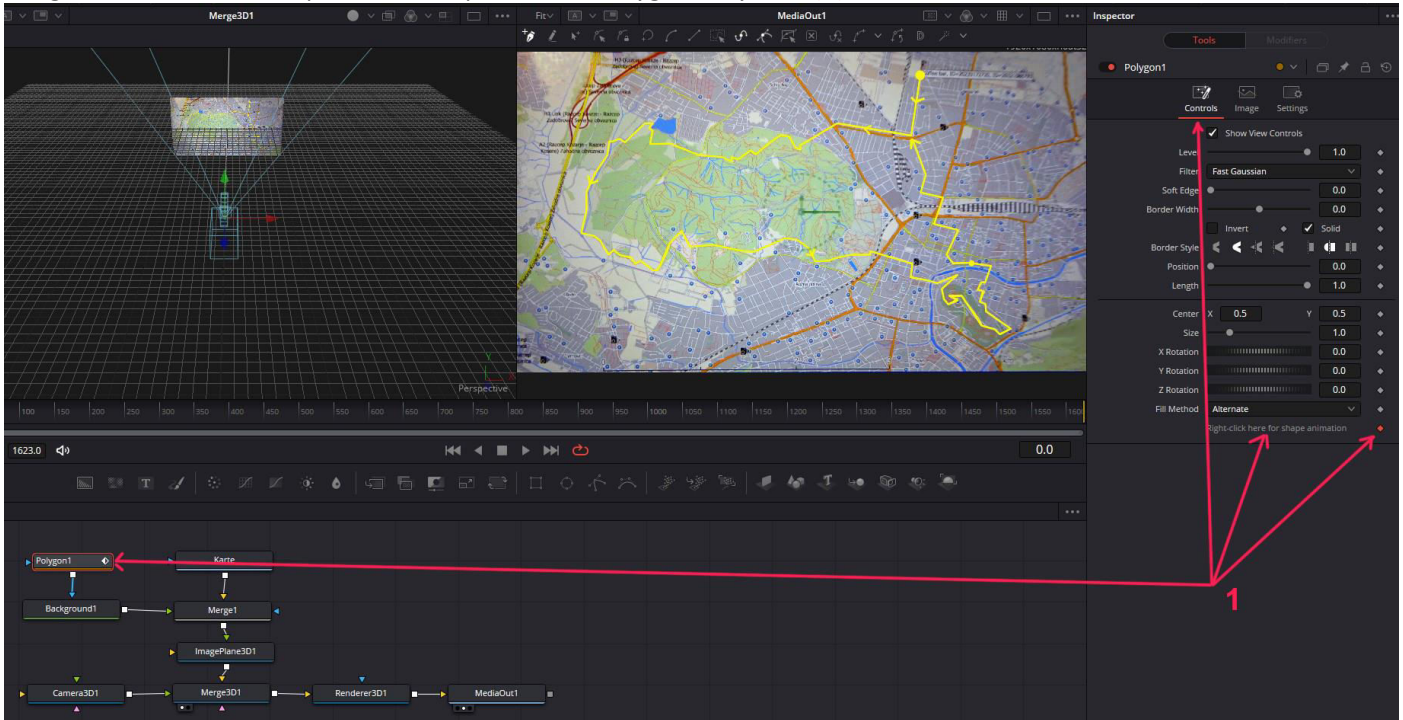 Merge3D1
Fit
MediaOut1
Inspector
Tools
Modifiers
Polygon1
Controls
Image
Settings
Show View Controls
Level
1.0
Filter
Fast Gaussian
Soft Edge
0.0
Border Width
0.0
Invert
Solid
Border Style
Position
0.0
Length
1.0
Center
X
0.5
Y
0.5
Size
1.0
X Rotation
0.0
Y Rotation
0.0
Z Rotation
0.0
Fill Method
Alternate
Right-click here for shape animation
Perspective
100 150 200 250 300 350 400 450 500 550 600 650 700 750 800 850 900 950 1000 1050 1100 1150 1200 1250 1300 1350 1400 1450 1500 1550
1623.0
0.0
1
Polygon1
Karte
Background1
Merge1
ImagePlane3D1
Camera3D1
Merge3D1
Renderer3D1
MediaOut1